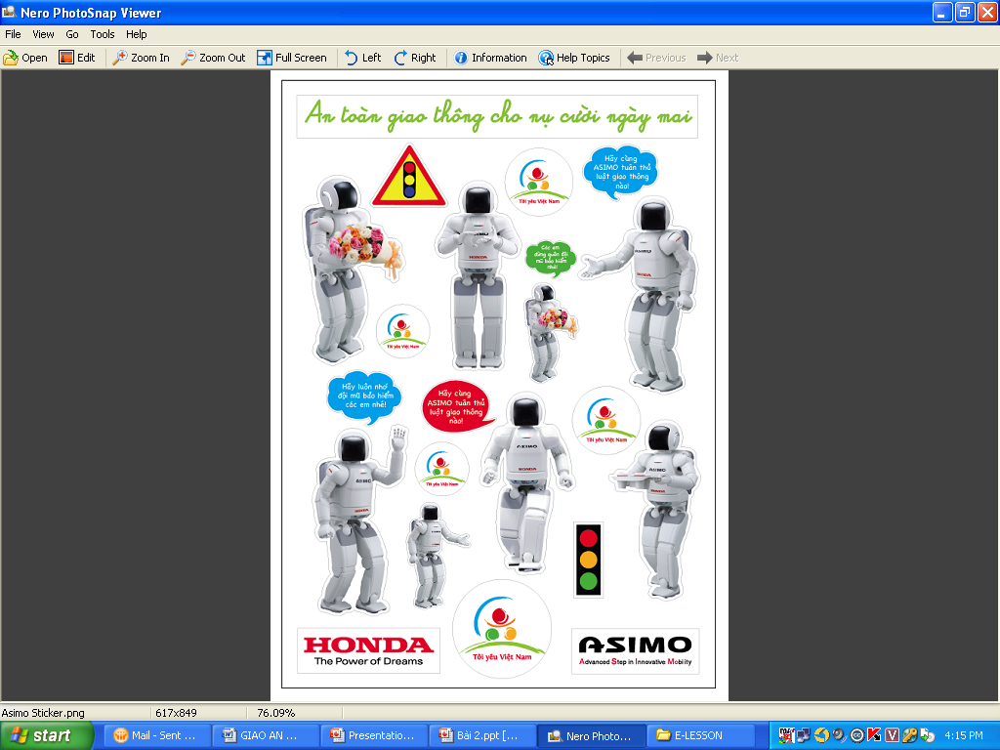 Nero PhotoSnap Viewer
File View Go Tools Help
Open Edit Zoom In Zoom Out Full Screen Left Right Information Help Topics Previous Next
An toàn giao thông cho nụ cười ngày mai
Tôi yêu Việt Nam
Hãy cùng
ASIMO tuân thủ
luật giao thông
nào!
ASIMO
HONDA
Các em
đừng quên đội
mũ bảo hiểm
nhé!
ASIMO
HONDA
Tôi yêu Việt Nam
Hãy luôn nhớ
đội mũ bảo hiểm
các em nhé!
Hãy cùng
ASIMO tuân thủ
luật giao thông
nào!
Tôi yêu Việt Nam
ASIMO
HONDA
Tôi yêu Việt Nam
ASIMO
HONDA
HONDA
The Power of Dreams
Tôi yêu Việt Nam
ASIMO
Advanced Step in Innovative Mobility
Asimo Sticker.png 617x849 76.09%
start Mail - Sent ... GIAO AN ... Presentatio... Bài 2.ppt [... Nero Photo... E-LESSON 4:15 PM